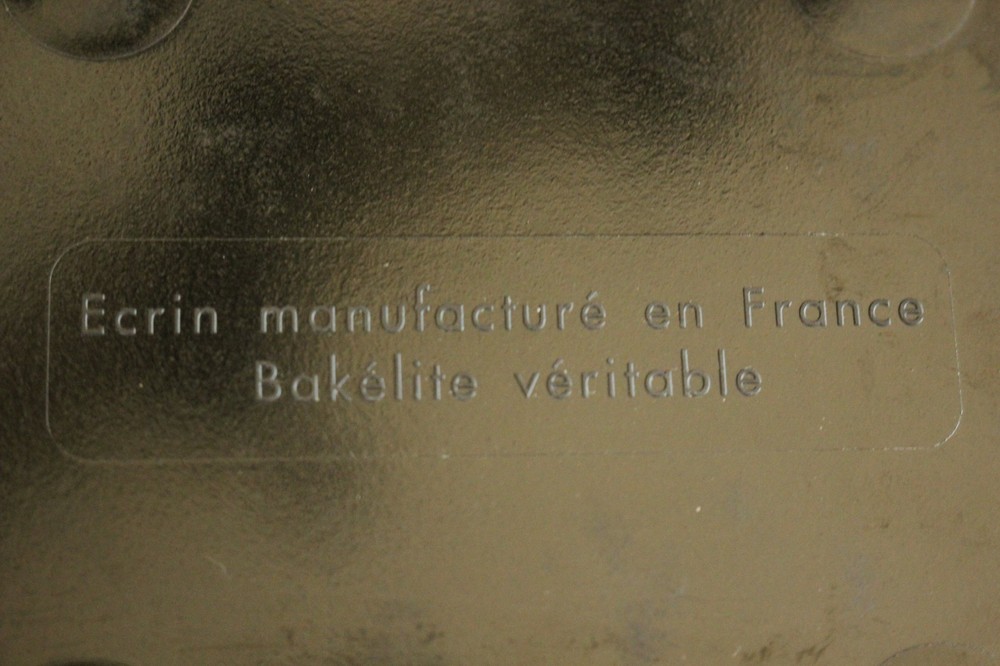 Ecrin manufacturé en France
Bakélite véritable